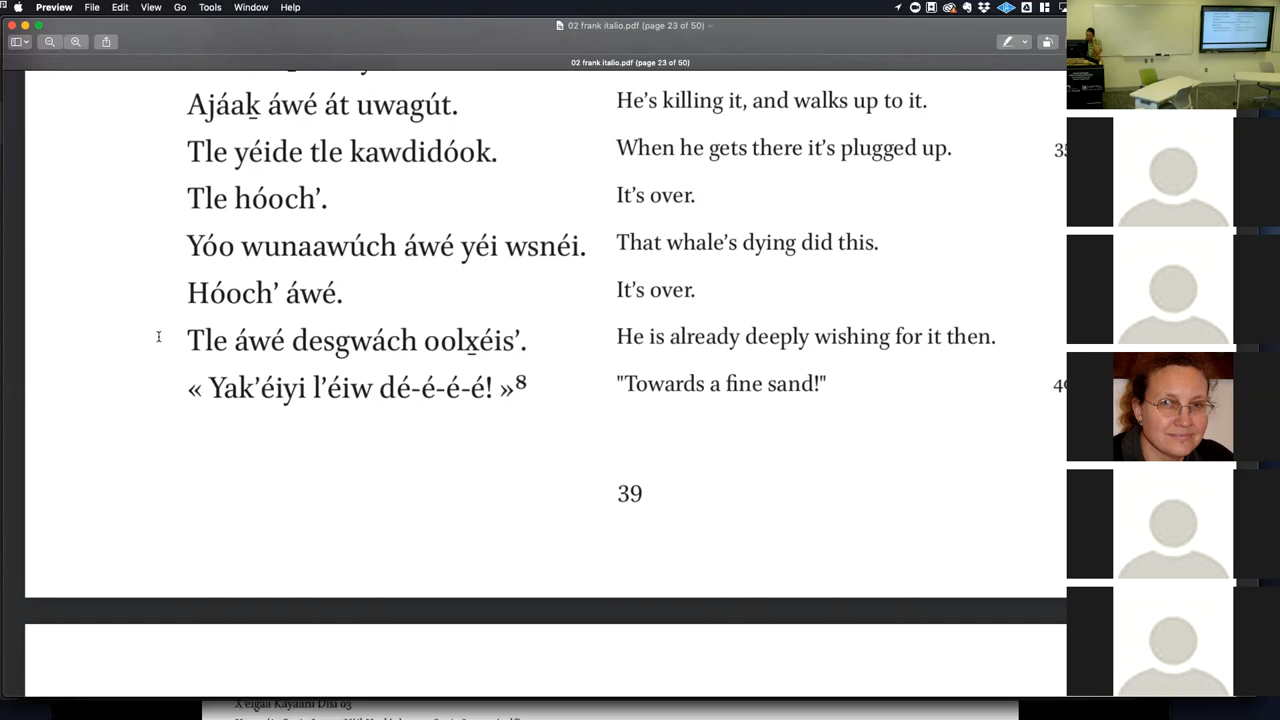 Preview File Edit View Go Tools Window Help
02 frank italio.pdf (page 23 of 50)
02 frank italio.pdf (page 23 of 50)
Ajáaḵ áwé át uwagút. He’s killing it, and walks up to it.
Tle yéide tle kawdidóok. When he gets there it’s plugged up.
Tle hóoch’. It’s over.
Yóo wunaawúch áwé yéi wsnéi. That whale’s dying did this.
Hóoch’ áwé. It’s over.
Tle áwé desgwách oolx̱éis’. He is already deeply wishing for it then.
« Yak’éiyi l’éiw dé-é-é-é! »⁸ "Towards a fine sand!"
39